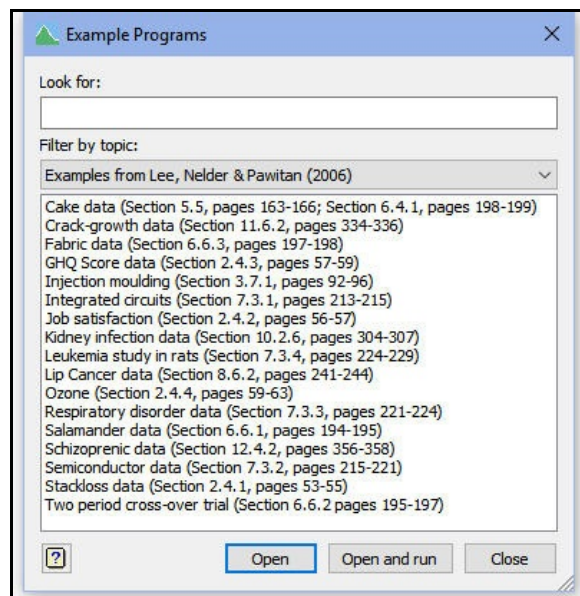 Example Programs
Look for:
Filter by topic:
Examples from Lee, Nelder & Pawitan (2006)
Cake data (Section 5.5, pages 163-166; Section 6.4.1, pages 198-199)
Crack-growth data (Section 11.6.2, pages 334-336)
Fabric data (Section 6.6.3, pages 197-198)
GHQ Score data (Section 2.4.3, pages 57-59)
Injection moulding (Section 3.7.1, pages 92-96)
Integrated circuits (Section 7.3.1, pages 213-215)
Job satisfaction (Section 2.4.2, pages 56-57)
Kidney infection data (Section 10.2.6, pages 304-307)
Leukemia study in rats (Section 7.3.4, pages 224-229)
Lip Cancer data (Section 8.6.2, pages 241-244)
Ozone (Section 2.4.4, pages 59-63)
Respiratory disorder data (Section 7.3.3, pages 221-224)
Salamander data (Section 6.6.1, pages 194-195)
Schizoprenic data (Section 12.4.2, pages 356-358)
Semiconductor data (Section 7.3.2, pages 215-221)
Stackloss data (Section 2.4.1, pages 53-55)
Two period cross-over trial (Section 6.6.2 pages 195-197)
? Open Open and run Close